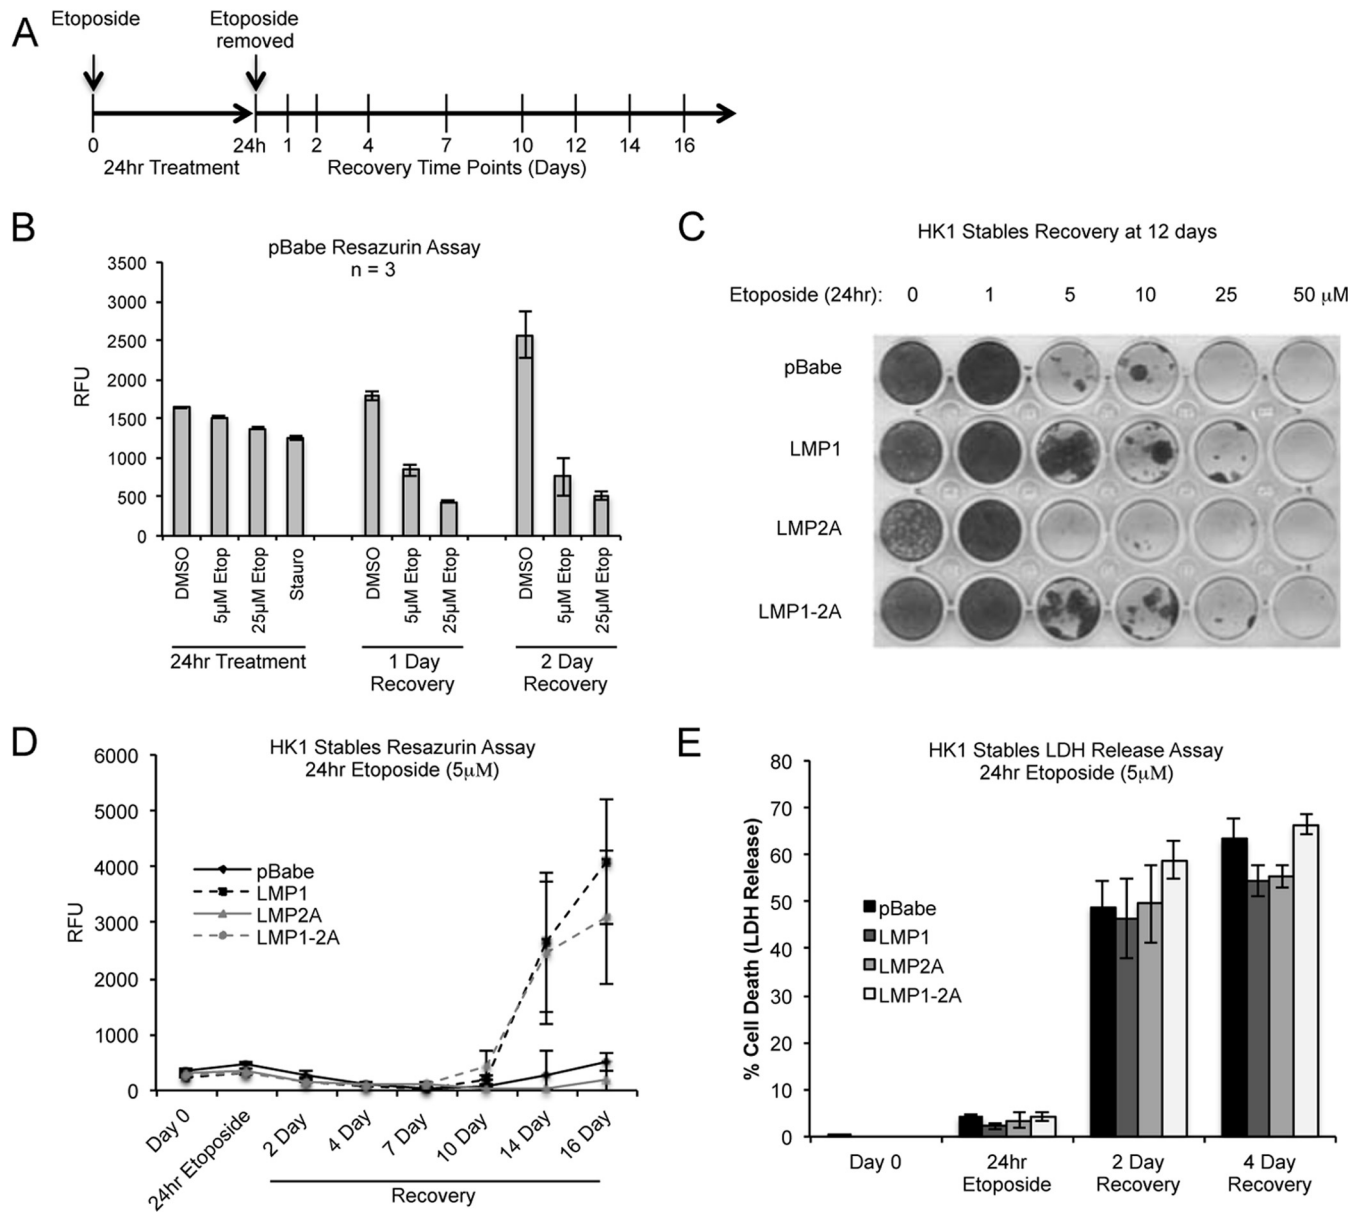 A
Etoposide
Etoposide
removed
0
24h
1
2
4
7
10
12
14
16
24hr Treatment
Recovery Time Points (Days)
B
pBabe Resazurin Assay
n = 3
RFU
3500
3000
2500
2000
1500
1000
500
0
DMSO
5µM Etop
25µM Etop
Stauro
DMSO
5µM Etop
25µM Etop
DMSO
5µM Etop
25µM Etop
24hr Treatment
1 Day
Recovery
2 Day
Recovery
C
HK1 Stables Recovery at 12 days
Etoposide (24hr): 0 1 5 10 25 50 µM
pBabe
LMP1
LMP2A
LMP1-2A
D
HK1 Stables Resazurin Assay
24hr Etoposide (5µM)
RFU
6000
5000
4000
3000
2000
1000
0
pBabe
LMP1
LMP2A
LMP1-2A
Day 0
24hr Etoposide
2 Day
4 Day
7 Day
10 Day
14 Day
16 Day
Recovery
E
HK1 Stables LDH Release Assay
24hr Etoposide (5µM)
% Cell Death (LDH Release)
80
70
60
50
40
30
20
10
0
pBabe
LMP1
LMP2A
LMP1-2A
Day 0
24hr
Etoposide
2 Day
Recovery
4 Day
Recovery